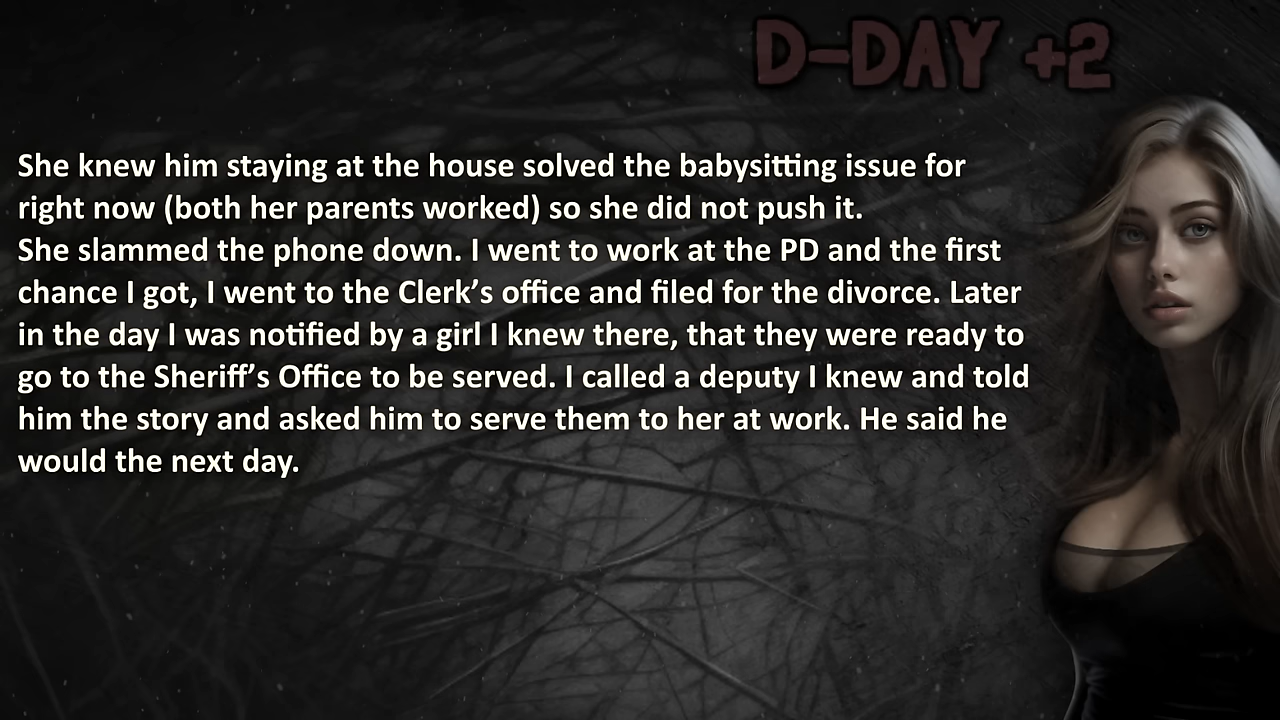 D-DAY +2
She knew him staying at the house solved the babysitting issue for
right now (both her parents worked) so she did not push it.
She slammed the phone down. I went to work at the PD and the first
chance I got, I went to the Clerk’s office and filed for the divorce. Later
in the day I was notified by a girl I knew there, that they were ready to
go to the Sheriff’s Office to be served. I called a deputy I knew and told
him the story and asked him to serve them to her at work. He said he
would the next day.